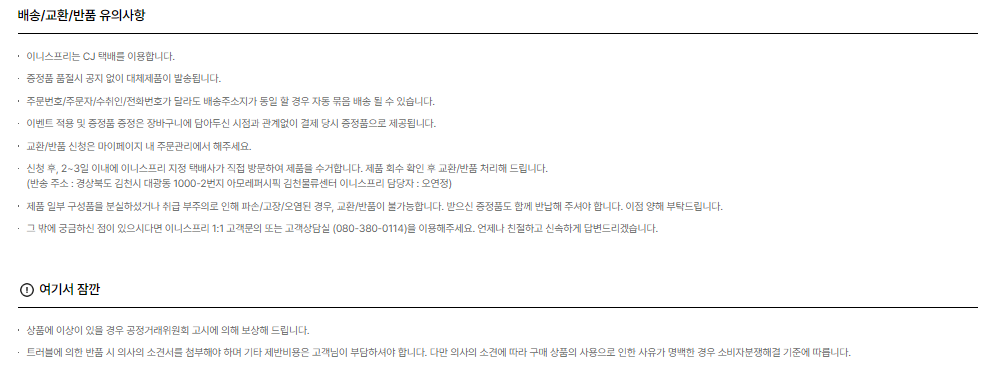 배송/교환/반품 유의사항
· 이니스프리는 CJ 택배를 이용합니다.
· 증정품 품절시 공지 없이 대체제품이 발송됩니다.
· 주문번호/주문자/수취인/전화번호가 달라도 배송주소지가 동일 할 경우 자동 묶음 배송 될 수 있습니다.
· 이벤트 적용 및 증정품 증정은 장바구니에 담아두신 시점과 관계없이 결제 당시 증정품으로 제공됩니다.
· 교환/반품 신청은 마이페이지 내 주문관리에서 해주세요.
· 신청 후, 2~3일 이내에 이니스프리 지정 택배사가 직접 방문하여 제품을 수거합니다. 제품 회수 확인 후 교환/반품 처리해 드립니다.
(반송 주소 : 경상북도 김천시 대광동 1000-2번지 아모레퍼시픽 김천물류센터 이니스프리 담당자 : 오연정)
· 제품 일부 구성품을 분실하셨거나 취급 부주의로 인해 파손/고장/오염된 경우, 교환/반품이 불가능합니다. 받으신 증정품도 함께 반납해 주셔야 합니다. 이점 양해 부탁드립니다.
· 그 밖에 궁금하신 점이 있으시다면 이니스프리 1:1 고객문의 또는 고객상담실 (080-380-0114)을 이용해주세요. 언제나 친절하고 신속하게 답변드리겠습니다.
여기서 잠깐
· 상품에 이상이 있을 경우 공정거래위원회 고시에 의해 보상해 드립니다.
· 트러블에 의한 반품 시 의사의 소견서를 첨부해야 하며 기타 제반비용은 고객님이 부담하셔야 합니다. 다만 의사의 소견에 따라 구매 상품의 사용으로 인한 사유가 명백한 경우 소비자분쟁해결 기준에 따릅니다.